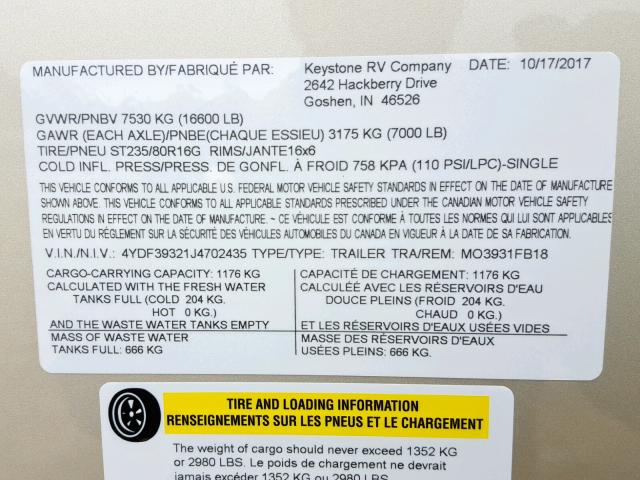 MANUFACTURED BY/FABRIQUÉ PAR: Keystone RV Company DATE: 10/17/2017
2642 Hackberry Drive
Goshen, IN 46526
GVWR/PNBV 7530 KG (16600 LB)
GAWR (EACH AXLE)/PNBE(CHAQUE ESSIEU) 3175 KG (7000 LB)
TIRE/PNEU ST235/80R16G RIMS/JANTE16x6
COLD INFL. PRESS/PRESS. DE GONFL. À FROID 758 KPA (110 PSI/LPC)-SINGLE
THIS VEHICLE CONFORMS TO ALL APPLICABLE U.S. FEDERAL MOTOR VEHICLE SAFETY STANDARDS IN EFFECT ON THE DATE OF MANUFACTURE
SHOWN ABOVE. THIS VEHICLE CONFORMS TO ALL APPLICABLE STANDARDS PRESCRIBED UNDER THE CANADIAN MOTOR VEHICLE SAFETY
REGULATIONS IN EFFECT ON THE DATE OF MANUFACTURE. ~ CE VÉHICULE EST CONFORME À TOUTES LES NORMES QUI LUI SONT APPLICABLES
EN VERTU DU RÉGLEMENT SUR LA SÉCURITÉ DES VÉHICULES AUTOMOBILES DU CANADA EN VIGUEUR À LA DATE DE SA FABRICATION.
V.I.N./N.I.V.: 4YDF39321J4702435 TYPE/TYPE: TRAILER TRA/REM: MO3931FB18
CARGO-CARRYING CAPACITY: 1176 KG
CALCULATED WITH THE FRESH WATER
TANKS FULL (COLD 204 KG.
HOT 0 KG.)
AND THE WASTE WATER TANKS EMPTY
MASS OF WASTE WATER
TANKS FULL: 666 KG
CAPACITÉ DE CHARGEMENT: 1176 KG
CALCULÉE AVEC LES RÉSERVOIRS D'EAU
DOUCE PLEINS (FROID 204 KG
CHAUD 0 KG.)
ET LES RÉSERVOIRS D'EAUX USÉES VIDES
MASSE DES RÉSERVOIRS D'EAUX
USÉES PLEINS: 666 KG
TIRE AND LOADING INFORMATION
RENSEIGNEMENTS SUR LES PNEUS ET LE CHARGEMENT
The weight of cargo should never exceed 1352 KG
or 2980 LBS. Le poids de chargement ne devrait
jamais excéder 1352 KG ou 2980 LBS.